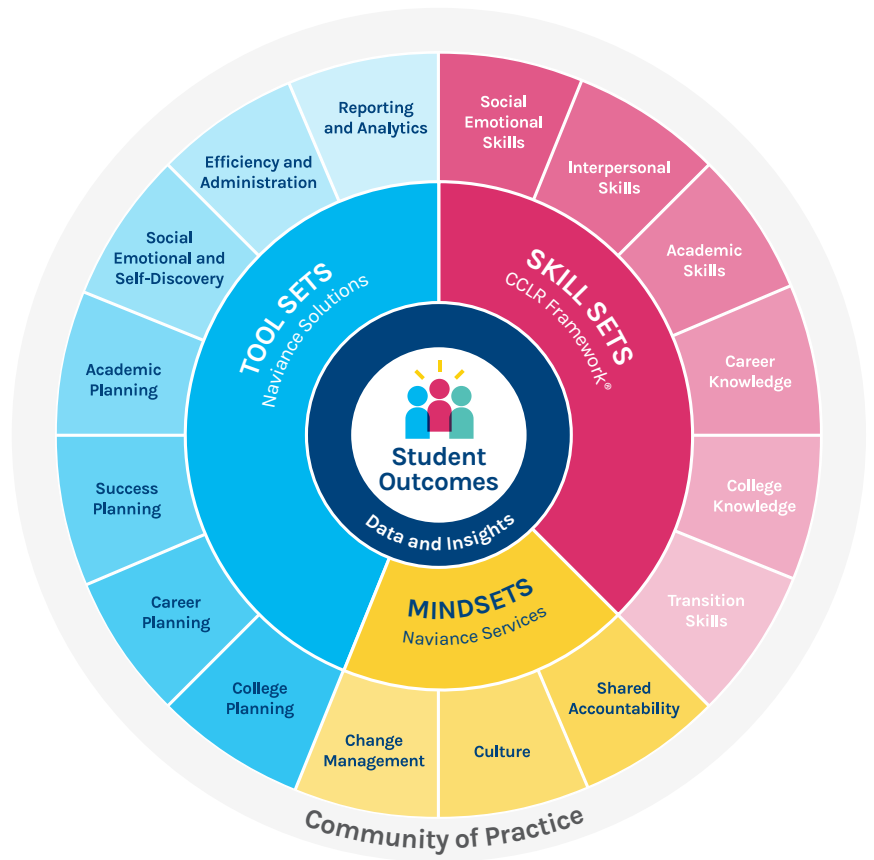 Reporting
and Analytics
Social
Emotional
Skills
Efficiency and
Administration
Interpersonal
Skills
Social
Emotional and
Self-Discovery
Academic
Skills
TOOL SETS
Naviance Solutions
SKILL SETS
CCLR Framework®
Academic
Planning
Career
Knowledge
Student
Outcomes
Data and Insights
Success
Planning
College
Knowledge
Career
Planning
MINDSETS
Naviance Services
Transition
Skills
College
Planning
Shared
Accountability
Change
Management
Culture
Community of Practice